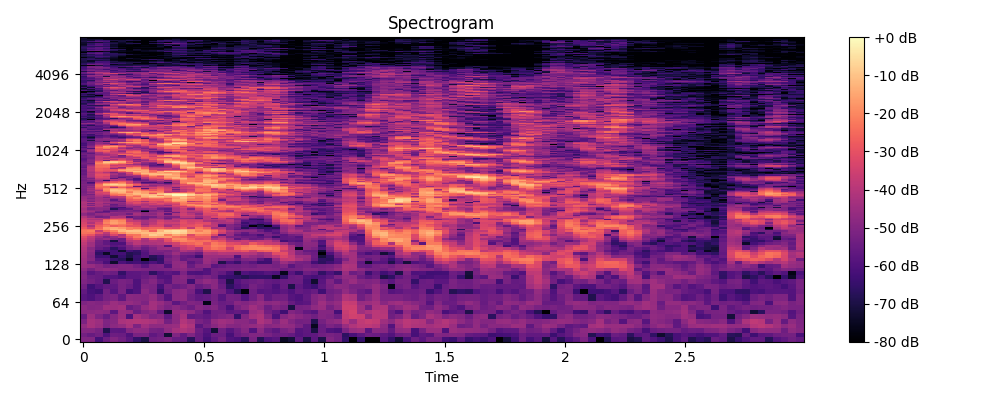 Spectrogram
Hz
4096
2048
1024
512
256
128
64
0
0
0.5
1
1.5
2
2.5
Time
+0 dB
-10 dB
-20 dB
-30 dB
-40 dB
-50 dB
-60 dB
-70 dB
-80 dB